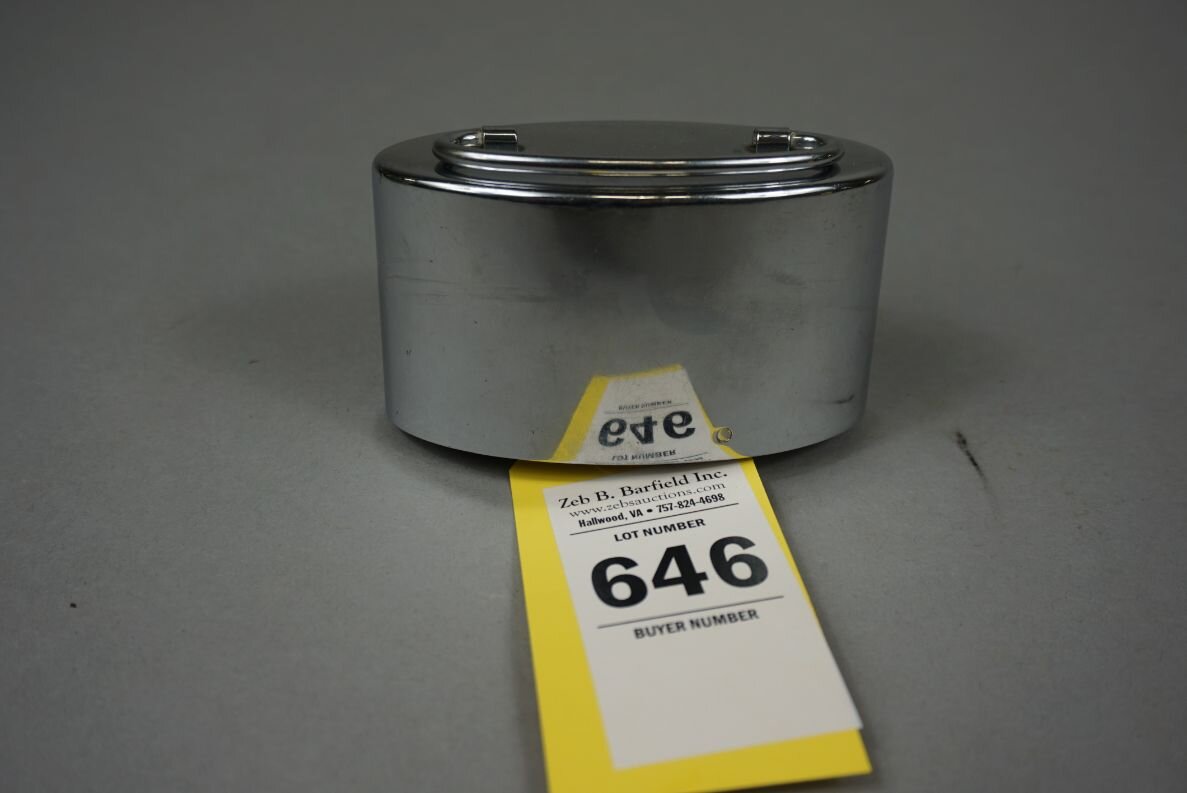 Zeb B. Barfield Inc.
www.zebsauctions.com
Hallwood, VA • 757-824-4698
LOT NUMBER
646
BUYER NUMBER